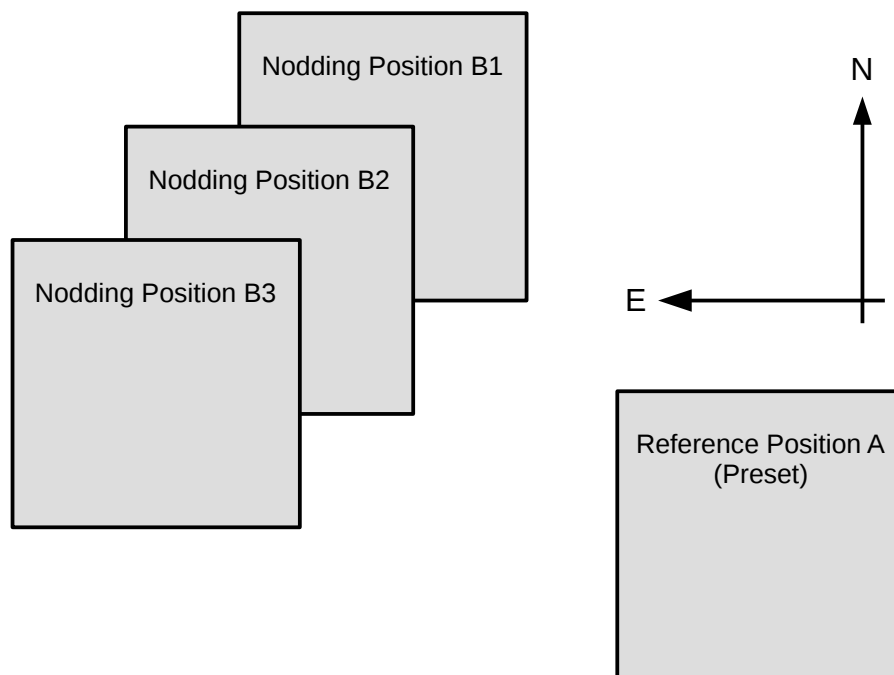 Nodding Position B1
N
Nodding Position B2
Nodding Position B3
E
Reference Position A
(Preset)